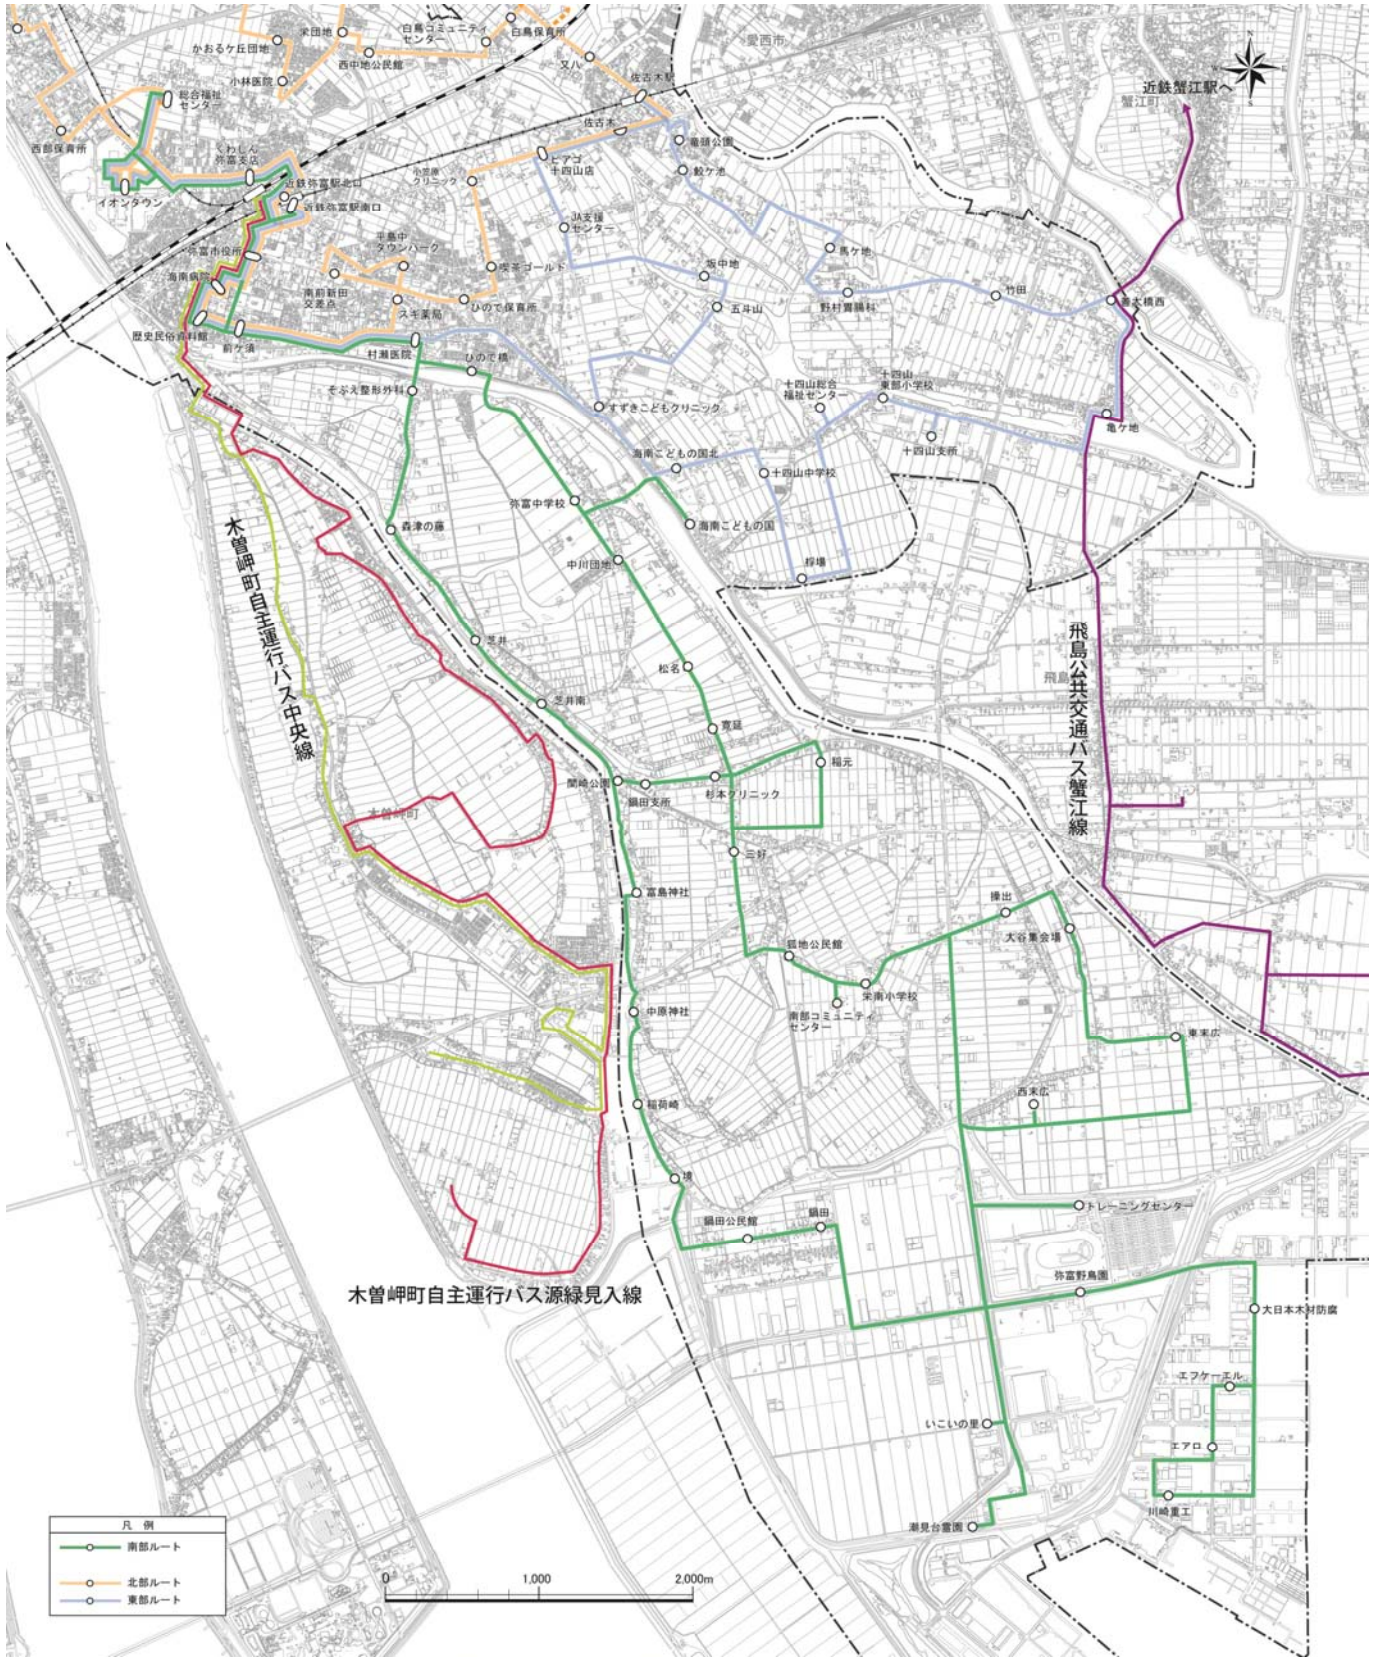 栄団地
白鳥コミュニティ
センター
白鳥保育所
愛西市
かおるケ丘団地
西中地公民館
又八
佐古木駅
N
W
E
S
近鉄蟹江駅へ
蟹江町
小林医院
総合福祉
センター
佐古木
西部保育所
くわしん
弥富支店
竜頭公園
ピアゴ
十四山店
小笠原
クリニック
鮫ケ池
イオンタウン
近鉄弥富駅北口
近鉄弥富駅南口
JA支援
センター
平島中
タウンパーク
弥富市役所
馬ケ地
海南病院
喫茶ゴールド
坂中地
竹田
善太橋西
南前新田
交差点
スギ薬局
ひので保育所
五斗山
野村胃腸科
歴史民俗資料館
前ケ須
村瀬医院
ひので橋
十四山総合
福祉センター
十四山
東部小学校
そぶえ整形外科
すずきこどもクリニック
亀ケ地
十四山支所
海南こどもの国北
十四山中学校
弥富中学校
海南こどもの国
森津の藤
木曽岬町自主運行バス中央線
中川団地
桴場
飛島公共交通バス蟹江線
芝井
松名
芝井南
寛延
稲元
関崎公園
鍋田支所
杉本クリニック
木曽岬町
三好
富島神社
操出
大谷集会場
狐地公民館
栄南小学校
中原神社
南部コミュニティ
センター
東末広
稲荷崎
西末広
境
鍋田公民館
鍋田
トレーニングセンター
木曽岬町自主運行バス源緑見入線
弥富野鳥園
大日本木材防腐
エフケーエル
いこいの里
エアロ
川崎重工
潮見台霊園
凡 例
南部ルート
北部ルート
東部ルート
0
1,000
2,000m